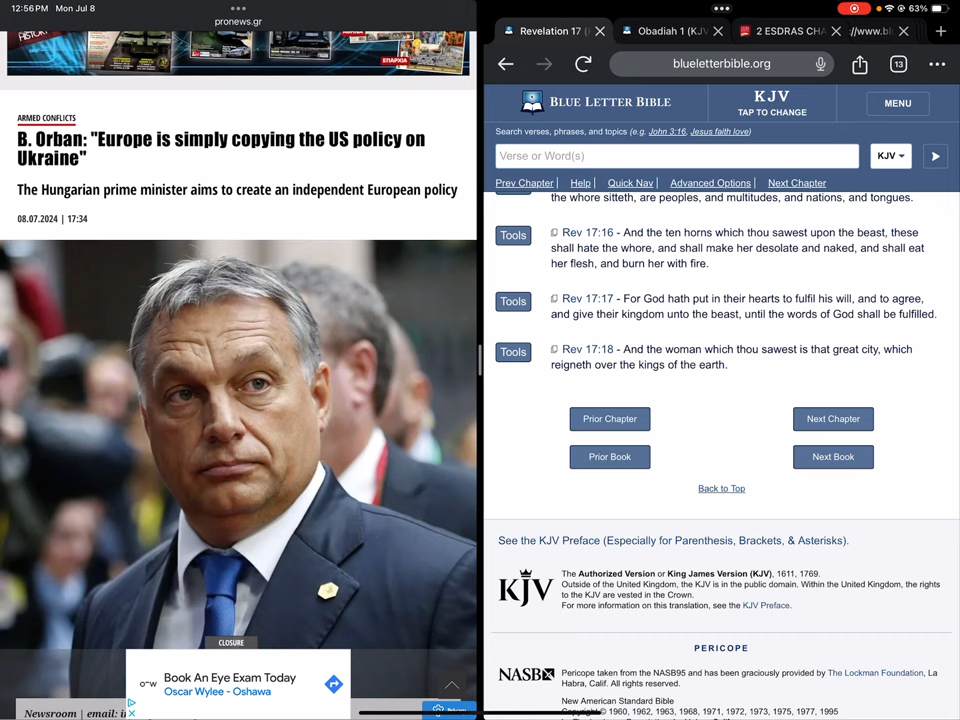 12:56 PM Mon Jul 8
pronews.gr
ΕΠΑΡΧΙΑ
ARMED CONFLICTS
B. Orban: "Europe is simply copying the US policy on
Ukraine"
The Hungarian prime minister aims to create an independent European policy
08.07.2024 | 17:34
CLOSURE
Book An Eye Exam Today
Oscar Wylee - Oshawa
Newsroom | email:
63%
Revelation 17 (
Obadiah 1 (KJV
2 ESDRAS CHA
://www.bl
blueletterbible.org
13
BLUE LETTER BIBLE
KJV
TAP TO CHANGE
MENU
Search verses, phrases, and topics (e.g. John 3:16, Jesus faith love)
Verse or Word(s)
KJV
Prev Chapter | Help | Quick Nav | Advanced Options | Next Chapter
the whore sitteth, are peoples, and multitudes, and nations, and tongues.
Tools
Rev 17:16 - And the ten horns which thou sawest upon the beast, these
shall hate the whore, and shall make her desolate and naked, and shall eat
her flesh, and burn her with fire.
Tools
Rev 17:17 - For God hath put in their hearts to fulfil his will, and to agree,
and give their kingdom unto the beast, until the words of God shall be fulfilled.
Tools
Rev 17:18 - And the woman which thou sawest is that great city, which
reigneth over the kings of the earth.
Prior Chapter
Next Chapter
Prior Book
Next Book
Back to Top
See the KJV Preface (Especially for Parenthesis, Brackets, & Asterisks).
KJV
The Authorized Version or King James Version (KJV), 1611, 1769.
Outside of the United Kingdom, the KJV is in the public domain. Within the United Kingdom, the rights
to the KJV are vested in the Crown.
For more information on this translation, see the KJV Preface.
PERICOPE
NASB
Pericope taken from the NASB95 and has been graciously provided by The Lockman Foundation, La
Habra, Calif. All rights reserved.
New American Standard Bible
Copyright © 1960, 1962, 1963, 1968, 1971, 1972, 1973, 1975, 1977, 1995